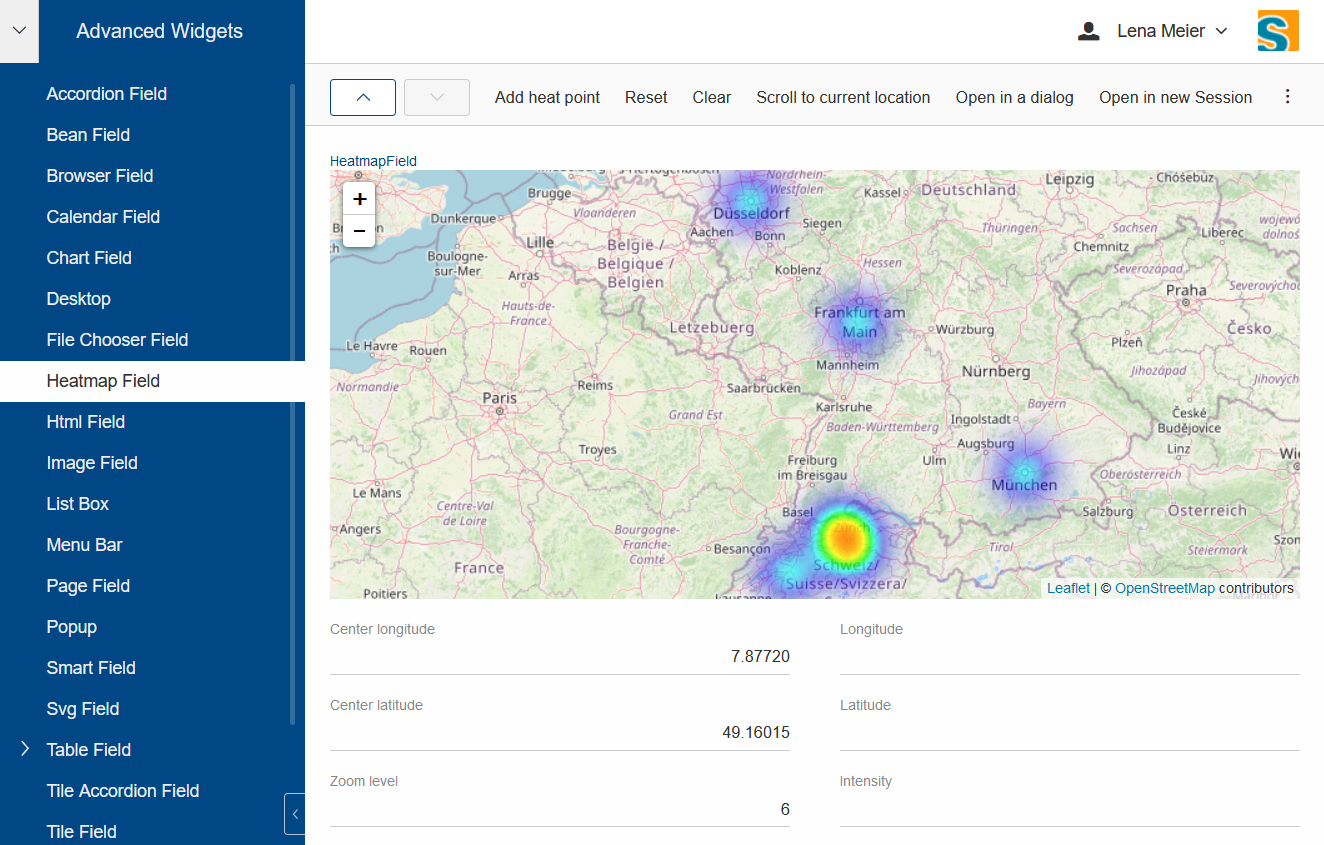 Advanced Widgets
Lena Meier
Accordion Field
Bean Field
Browser Field
Calendar Field
Chart Field
Desktop
File Chooser Field
Heatmap Field
Html Field
Image Field
List Box
Menu Bar
Page Field
Popup
Smart Field
Svg Field
Table Field
Tile Accordion Field
Tile Field
Add heat point
Reset
Clear
Scroll to current location
Open in a dialog
Open in new Session
HeatmapField
+
−
Nordrhein-
Westfalen
Kassel
Deutschland
Leipzig
Chóśebuz
Brugge
Dunkerque
Vlaanderen
Düsseldorf
Aachen
Bonn
Siegen
Thüringen
Sachsen
Chemnitz
Liberec
Lille
België /
Belgique /
Belgien
Boulogne-
sur-Mer
Arras
Koblenz
Hessen
Severozápad
Praha
Hauts-de-
France
Lëtzebuerg
Frankfurt am
Main
Würzburg
Česko
Plzeň
Le Havre
Rouen
Mannheim
Nürnberg
Jihozápad
Normandie
Reims
Saarbrücken
Paris
Grand Est
Karlsruhe
Bayern
Ingolstadt
České
Budějovice
Baden-Württemberg
Augsburg
Troyes
Freiburg
im Breisgau
Ulm
Linz
München
Oberösterreich
Le Mans
Centre-Val
de Loire
Basel
Zürich
Salzburg
Österreich
Angers
Bourgogne-
Franche-
Comté
Besançon
Tirol
Steiermark
France
Schweiz/
Suisse/Svizzera/
Poitiers
Lausanne
Leaflet | © OpenStreetMap contributors
Center longitude
7.87720
Longitude
Center latitude
49.16015
Latitude
Zoom level
6
Intensity